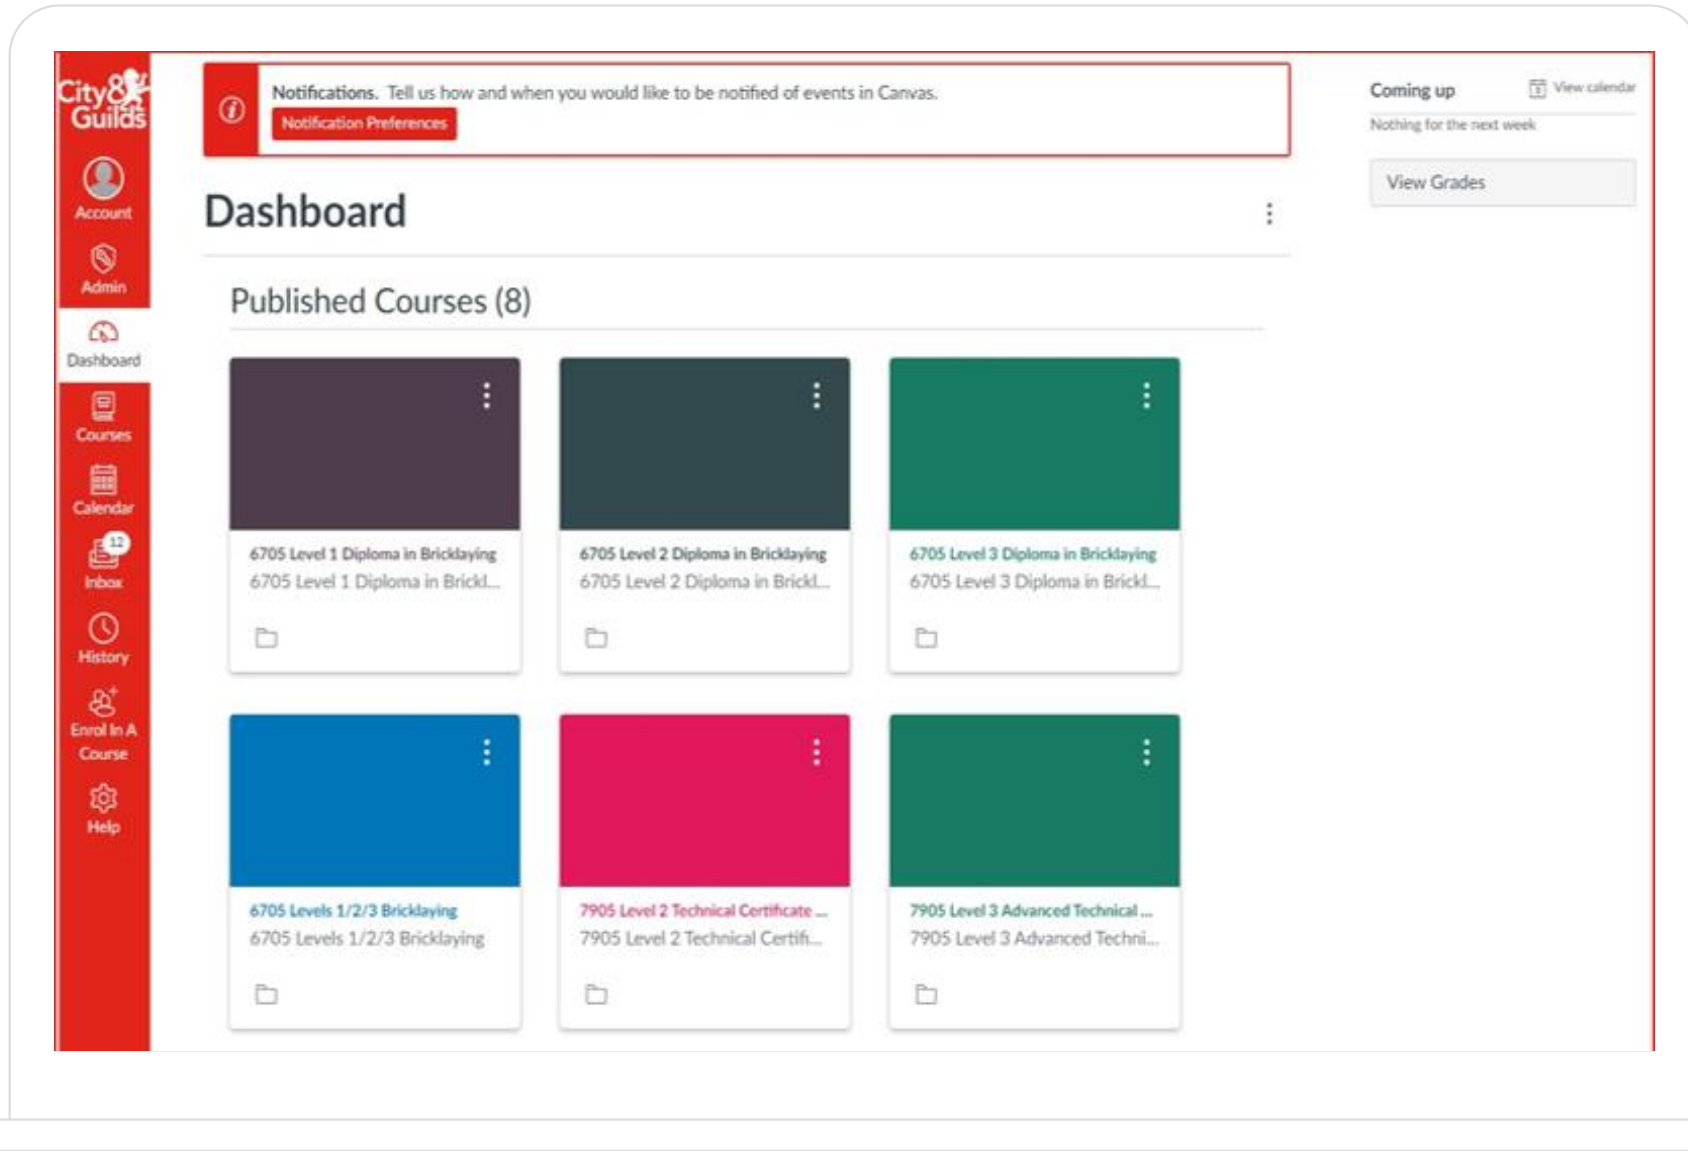 City&
Guilds
Account
Admin
Dashboard
Courses
Calendar
12
Inbox
History
Enrol In A
Course
Help
Notifications. Tell us how and when you would like to be notified of events in Canvas.
Notification Preferences
Dashboard
Published Courses (8)
6705 Level 1 Diploma in Bricklaying
6705 Level 1 Diploma in Brickl...
6705 Level 2 Diploma in Bricklaying
6705 Level 2 Diploma in Brickl...
6705 Level 3 Diploma in Bricklaying
6705 Level 3 Diploma in Brickl...
6705 Levels 1/2/3 Bricklaying
6705 Levels 1/2/3 Bricklaying
7905 Level 2 Technical Certificate ...
7905 Level 2 Technical Certifi...
7905 Level 3 Advanced Technical ...
7905 Level 3 Advanced Techni...
Coming up
View calendar
Nothing for the next week
View Grades